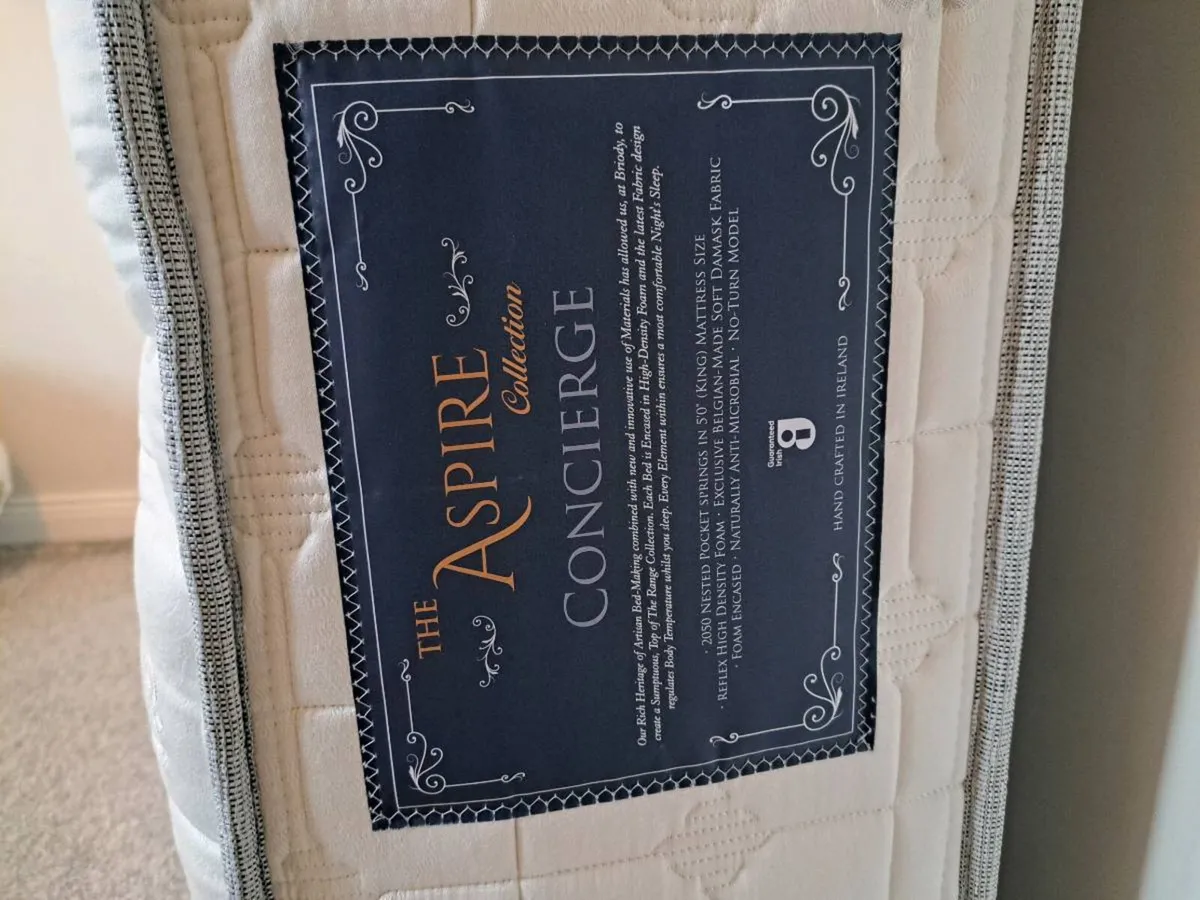 THE
ASPIRE
Collection
CONCIERGE
Our Rich Heritage of Artisan Bed-Making combined with new and innovative use of Materials has allowed us, at Briody, to
create a Sumptuous, Top of The Range Collection. Each Bed is Encased in High-Density Foam and the latest Fabric design
regulates Body Temperature whilst you sleep. Every Element within ensures a most comfortable Night's Sleep.
· 2050 NESTED POCKET SPRINGS IN 5'0" (KING) MATTRESS SIZE
· REFLEX HIGH DENSITY FOAM · EXCLUSIVE BELGIAN-MADE SOFT DAMASK FABRIC
· FOAM ENCASED · NATURALLY ANTI-MICROBIAL · NO-TURN MODEL
Guaranteed
Irish
HAND CRAFTED IN IRELAND